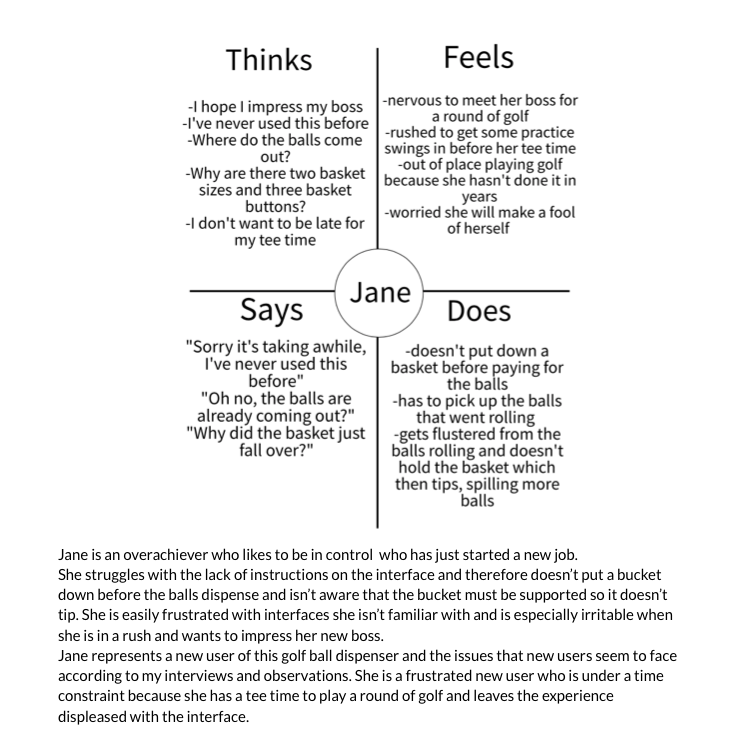 Thinks
-I hope I impress my boss
-I've never used this before
-Where do the balls come
out?
-Why are there two basket
sizes and three basket
buttons?
-I don't want to be late for
my tee time
Feels
-nervous to meet her boss for
a round of golf
-rushed to get some practice
swings in before her tee time
-out of place playing golf
because she hasn't done it in
years
-worried she will make a fool
of herself
Jane
Says
"Sorry it's taking awhile,
I've never used this
before"
"Oh no, the balls are
already coming out?"
"Why did the basket just
fall over?"
Does
-doesn't put down a
basket before paying for
the balls
-has to pick up the balls
that went rolling
-gets flustered from the
balls rolling and doesn't
hold the basket which
then tips, spilling more
balls
Jane is an overachiever who likes to be in control who has just started a new job.
She struggles with the lack of instructions on the interface and therefore doesn't put a bucket
down before the balls dispense and isn't aware that the bucket must be supported so it doesn't
tip. She is easily frustrated with interfaces she isn't familiar with and is especially irritable when
she is in a rush and wants to impress her new boss.
Jane represents a new user of this golf ball dispenser and the issues that new users seem to face
according to my interviews and observations. She is a frustrated new user who is under a time
constraint because she has a tee time to play a round of golf and leaves the experience
displeased with the interface.